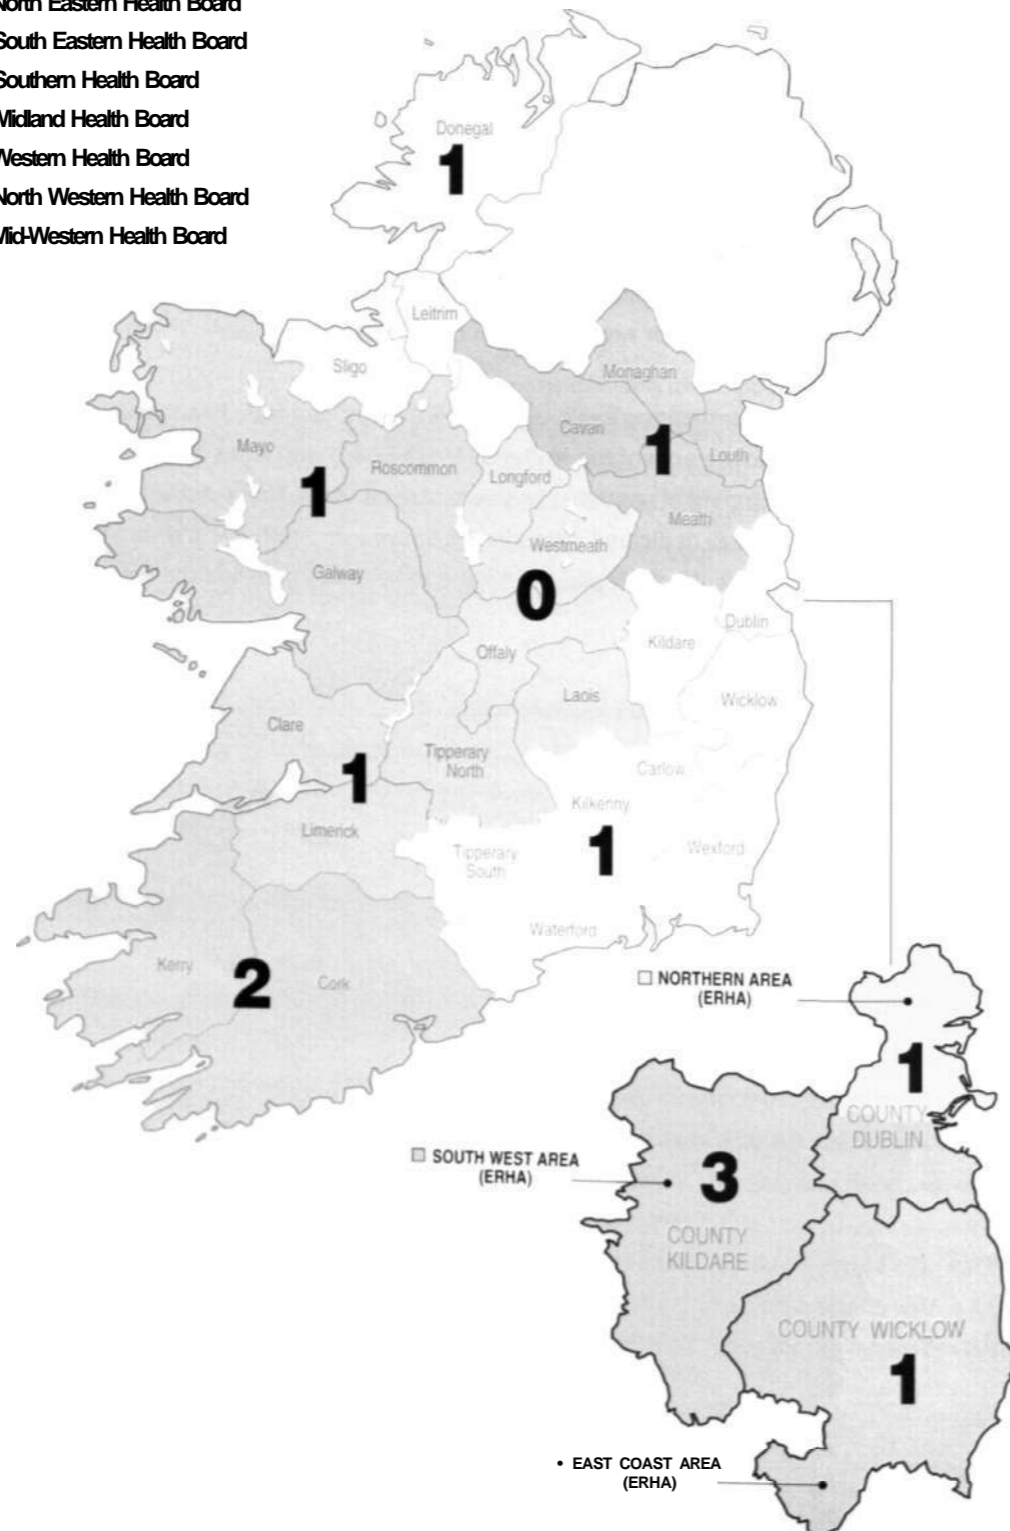 North Eastern Health Board
South Eastern Health Board
Southern Health Board
Midland Health Board
Western Health Board
North Western Health Board
Mid-Western Health Board
Donegal
1
Leitrim
Sligo
Monaghan
Cavan
1
Louth
Mayo
Roscommon
Longford
1
Meath
Westmeath
Galway
0
Dublin
Kildare
Offaly
Laois
Wicklow
Clare
Tipperary
North
1
Carlow
Kilkenny
Limerick
1
Tipperary
South
Wexford
Waterford
Kerry
2
Cork
□ NORTHERN AREA
(ERHA)
1
COUNTY
DUBLIN
□ SOUTH WEST AREA
(ERHA)
3
COUNTY
KILDARE
COUNTY WICKLOW
1
• EAST COAST AREA
(ERHA)